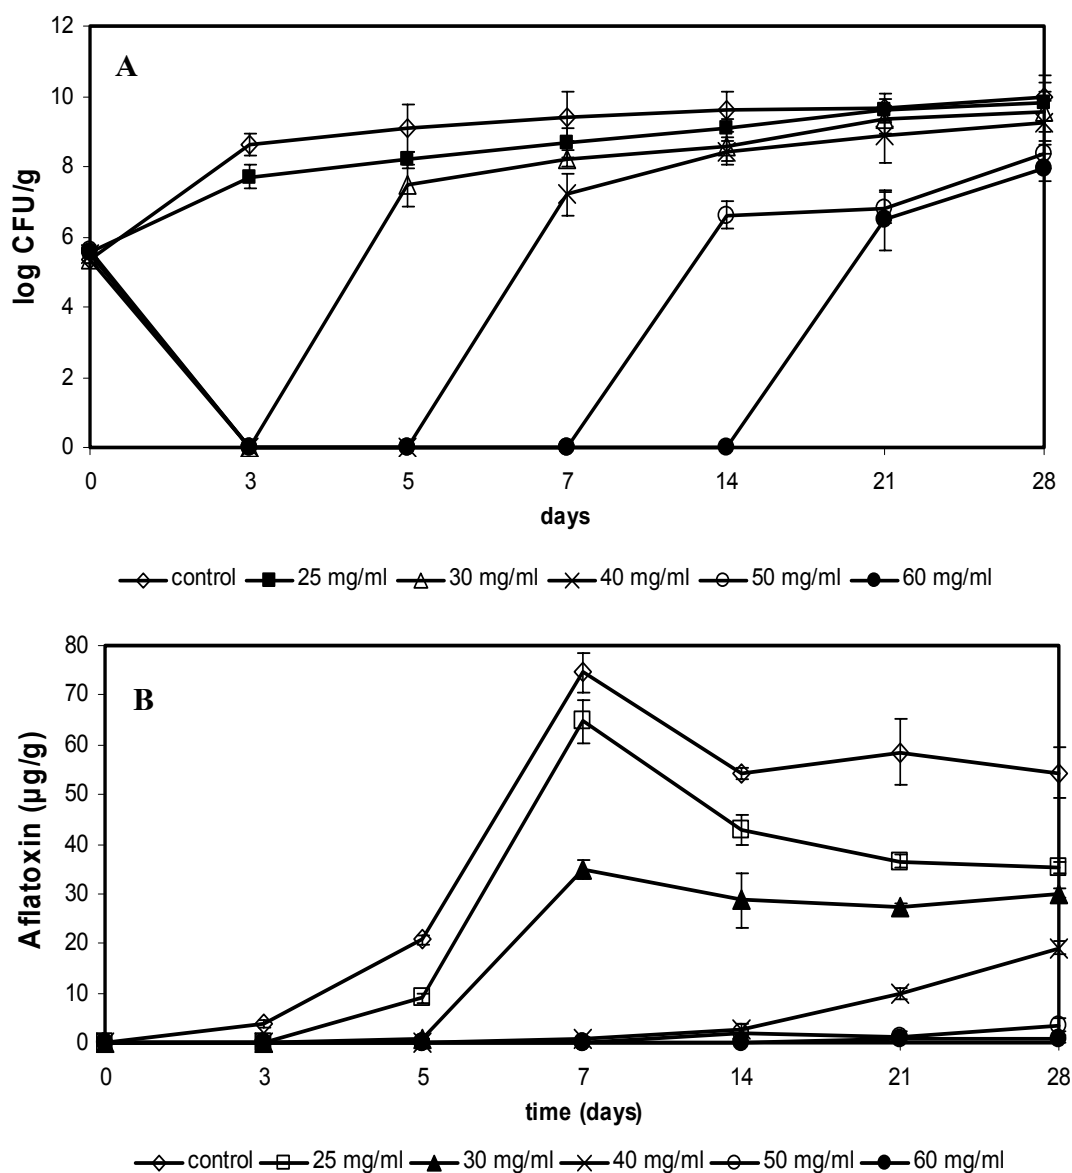 12
A
10
8
6
4
2
0
log CFU/g
0 3 5 7 14 21 28
days
control 25 mg/ml 30 mg/ml 40 mg/ml 50 mg/ml 60 mg/ml
80
B
70
60
50
40
30
20
10
0
Aflatoxin (µg/g)
0 3 5 7 14 21 28
time (days)
control 25 mg/ml 30 mg/ml 40 mg/ml 50 mg/ml 60 mg/ml